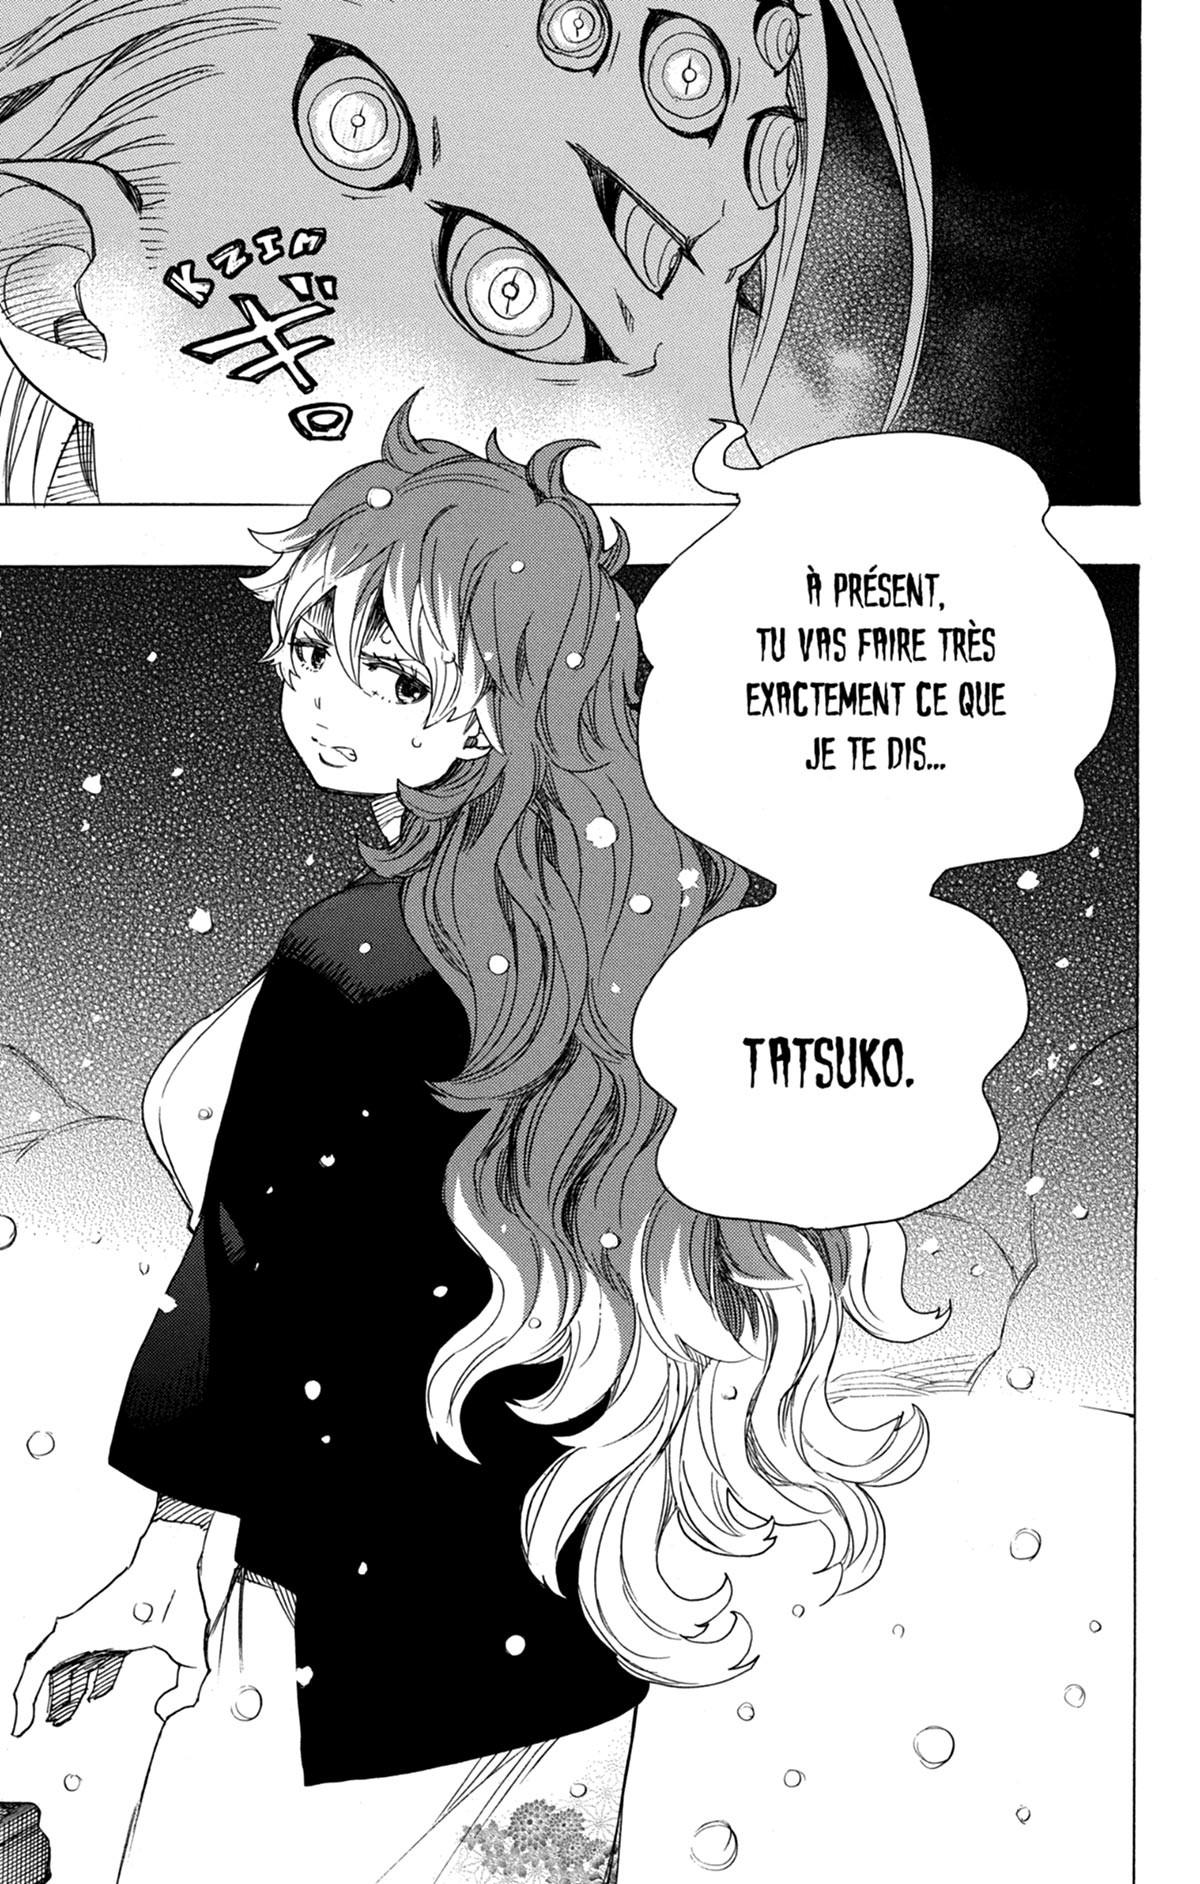 KZIM
ギロ
À PRÉSENT,
TU VAS FAIRE TRÈS
EXACTEMENT CE QUE
JE TE DIS...
TATSUKO.